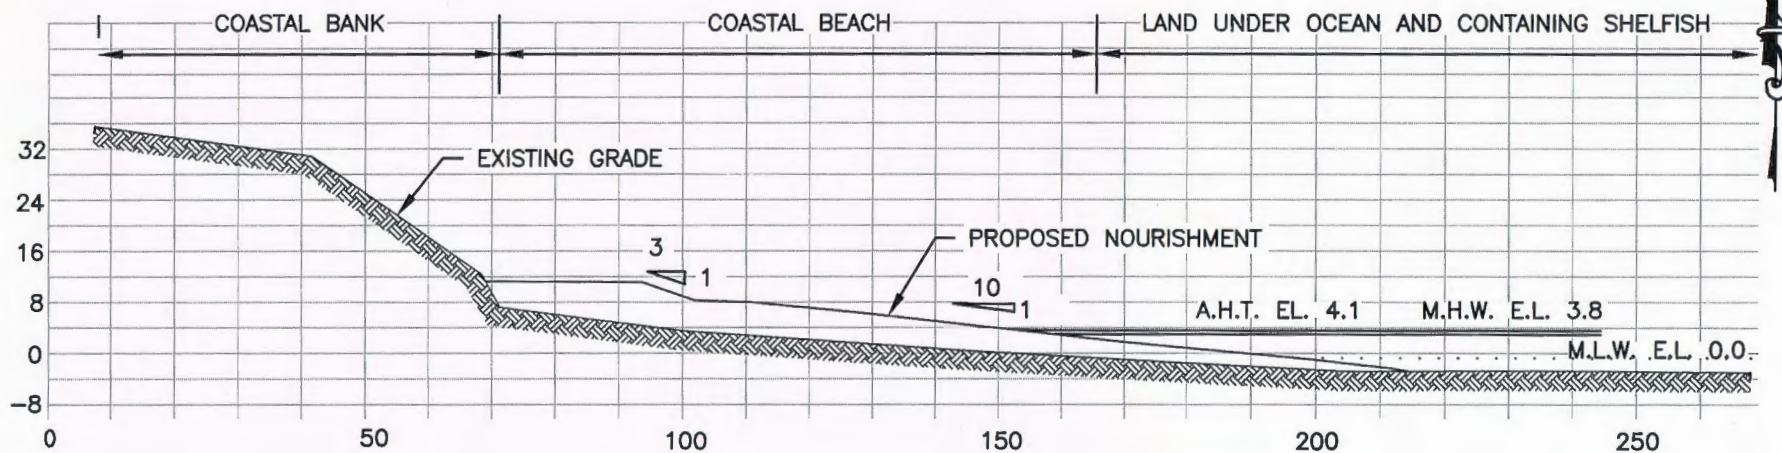 COASTAL BANK COASTAL BEACH LAND UNDER OCEAN AND CONTAINING SHELFISH
32
EXISTING GRADE
24
16
PROPOSED NOURISHMENT
3
1
10
1
8
A.H.T. EL. 4.1 M.H.W. E.L. 3.8
0
M.L.W. E.L. 0.0
-8
0 50 100 150 200 250